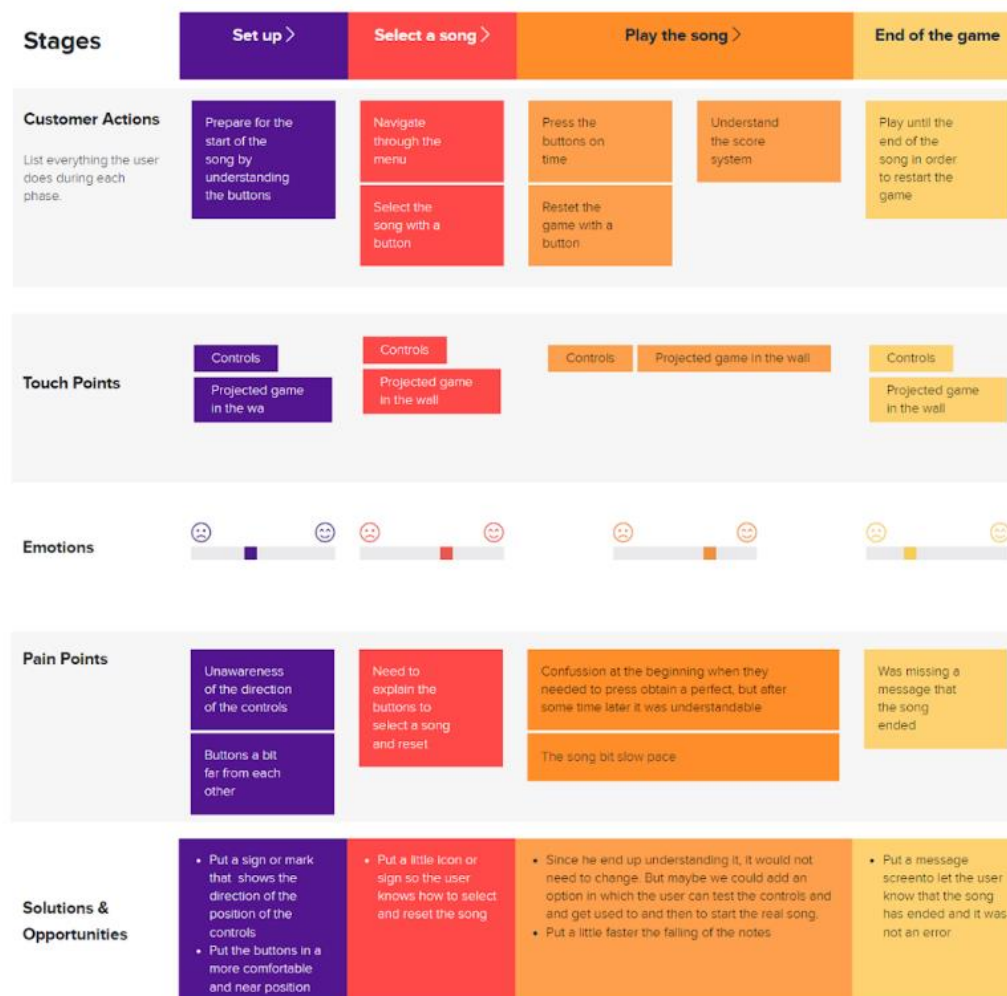 Stages
Set up >
Select a song >
Play the song >
End of the game
Customer Actions
List everything the user
does during each
phase.
Prepare for the
start of the
song by
understanding
the buttons
Navigate
through the
menu
Select the
song with a
button
Press the
buttons on
time
Restet the
game with a
button
Understand
the score
system
Play until the
end of the
song in order
to restart the
game
Touch Points
Controls
Projected game
in the wa
Controls
Projected game
in the wall
Controls
Projected game in the wall
Controls
Projected game
in the wall
Emotions
Pain Points
Unawareness
of the direction
of the controls
Buttons a bit
far from each
other
Need to
explain the
buttons to
select a song
and reset
Confussion at the beginning when they
needed to press obtain a perfect, but after
some time later it was understandable
The song bit slow pace
Was missing a
message that
the song
ended
Solutions &
Opportunities
• Put a sign or mark
that shows the
direction of the
position of the
controls
• Put the buttons in a
more comfortable
and near position
• Put a little icon or
sign so the user
knows how to select
and reset the song
• Since he end up understanding it, it would not
need to change. But maybe we could add an
option in which the user can test the controls and
and get used to and then to start the real song.
• Put a little faster the falling of the notes
• Put a message
screento let the user
know that the song
has ended and it was
not an error